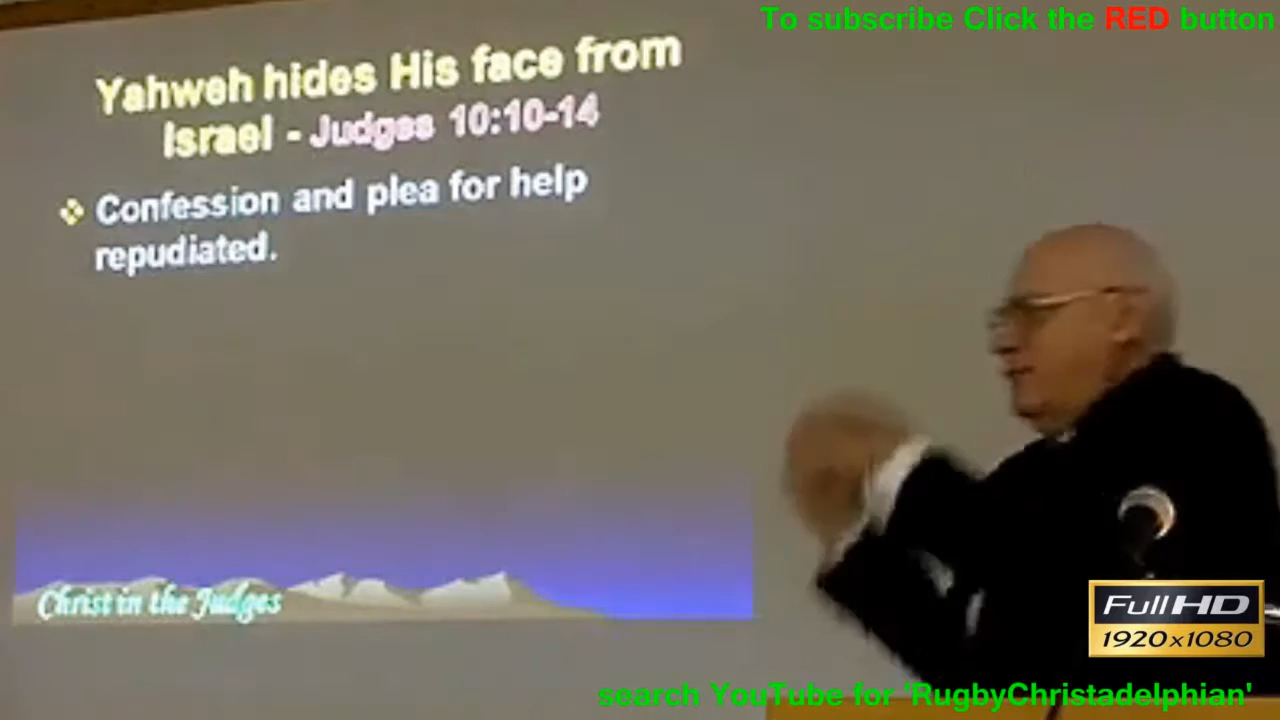 To subscribe Click the RED button
Yahweh hides His face from
Israel - Judges 10:10-14
Confession and plea for help
repudiated.
Christ in the Judges
Full HD
1920x1080
search YouTube for 'RugbyChristadelphian'